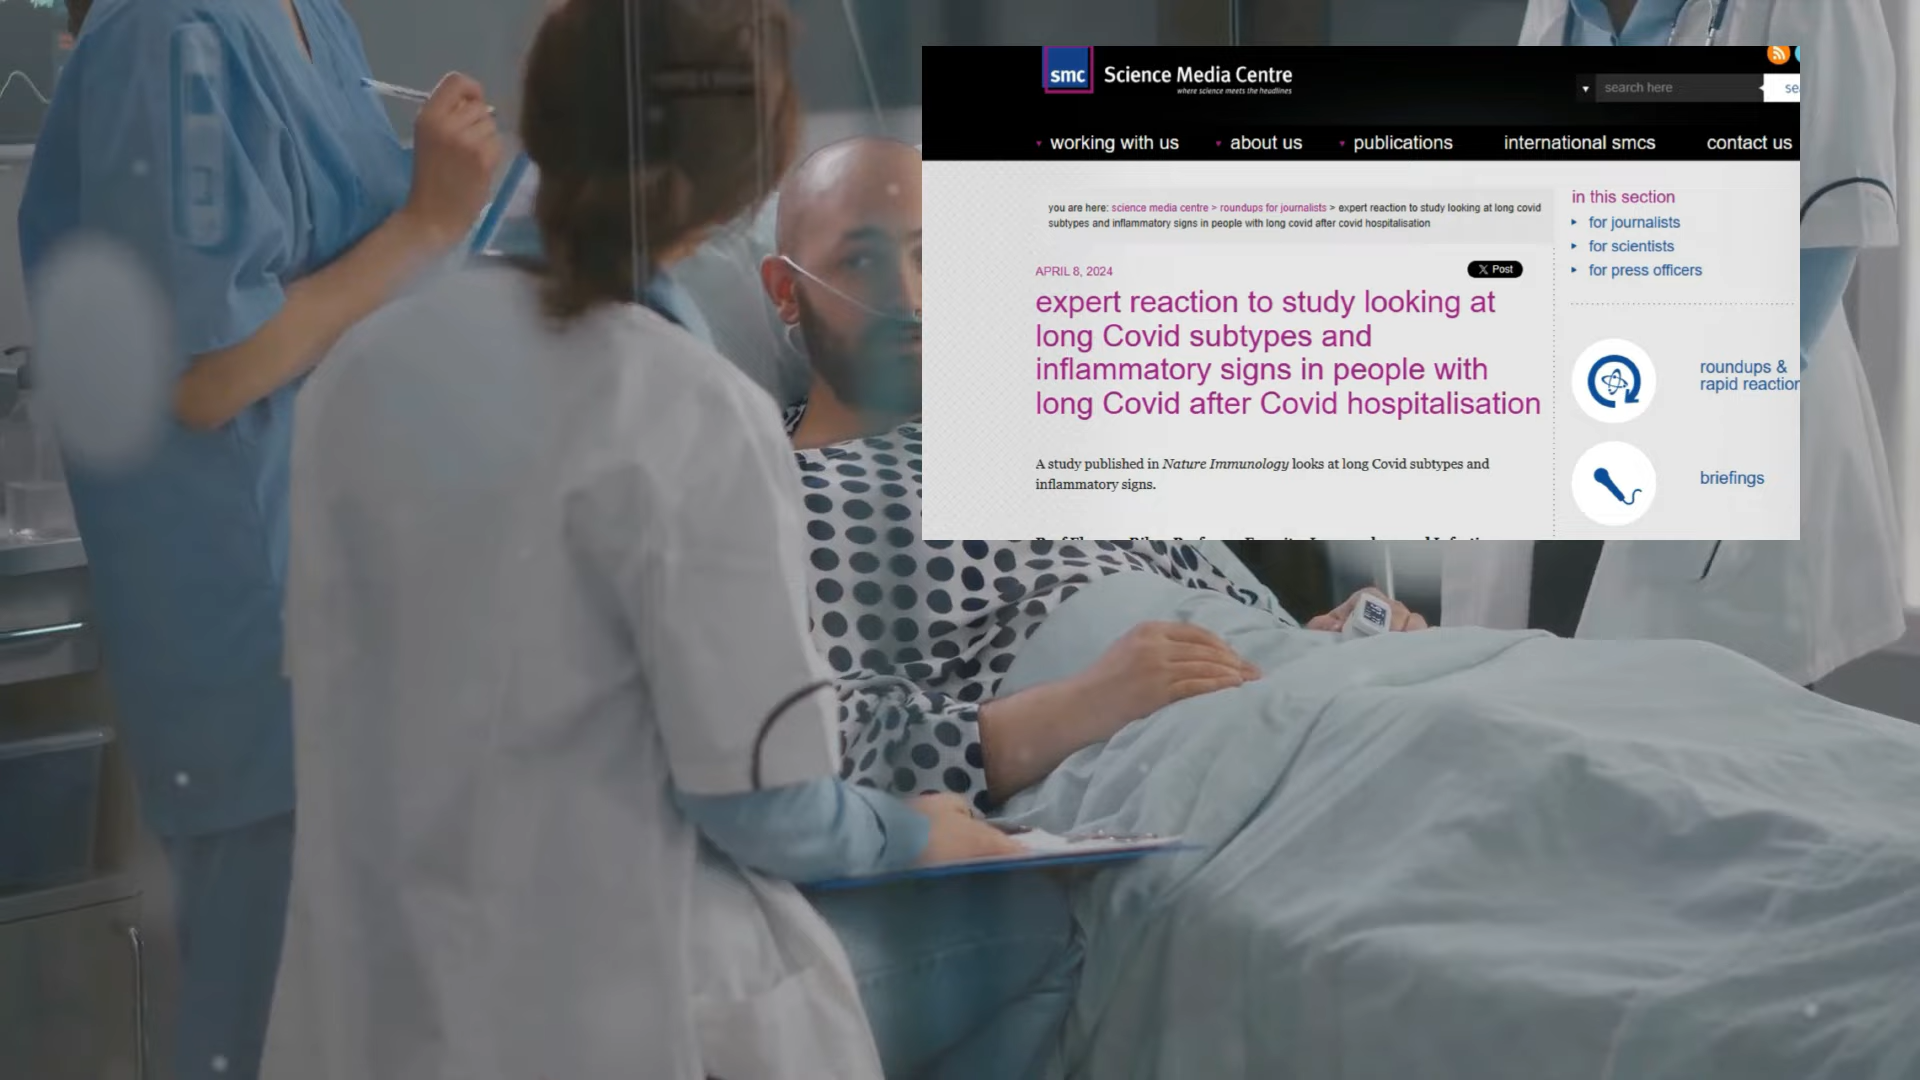 smc Science Media Centre
where science meets the headlines
search here
se
working with us
about us
publications
international smcs
contact us
you are here: science media centre > roundups for journalists > expert reaction to study looking at long covid
subtypes and inflammatory signs in people with long covid after covid hospitalisation
in this section
for journalists
for scientists
for press officers
APRIL 8, 2024
X Post
expert reaction to study looking at
long Covid subtypes and
inflammatory signs in people with
long Covid after Covid hospitalisation
roundups &
rapid reaction
A study published in Nature Immunology looks at long Covid subtypes and
inflammatory signs.
briefings